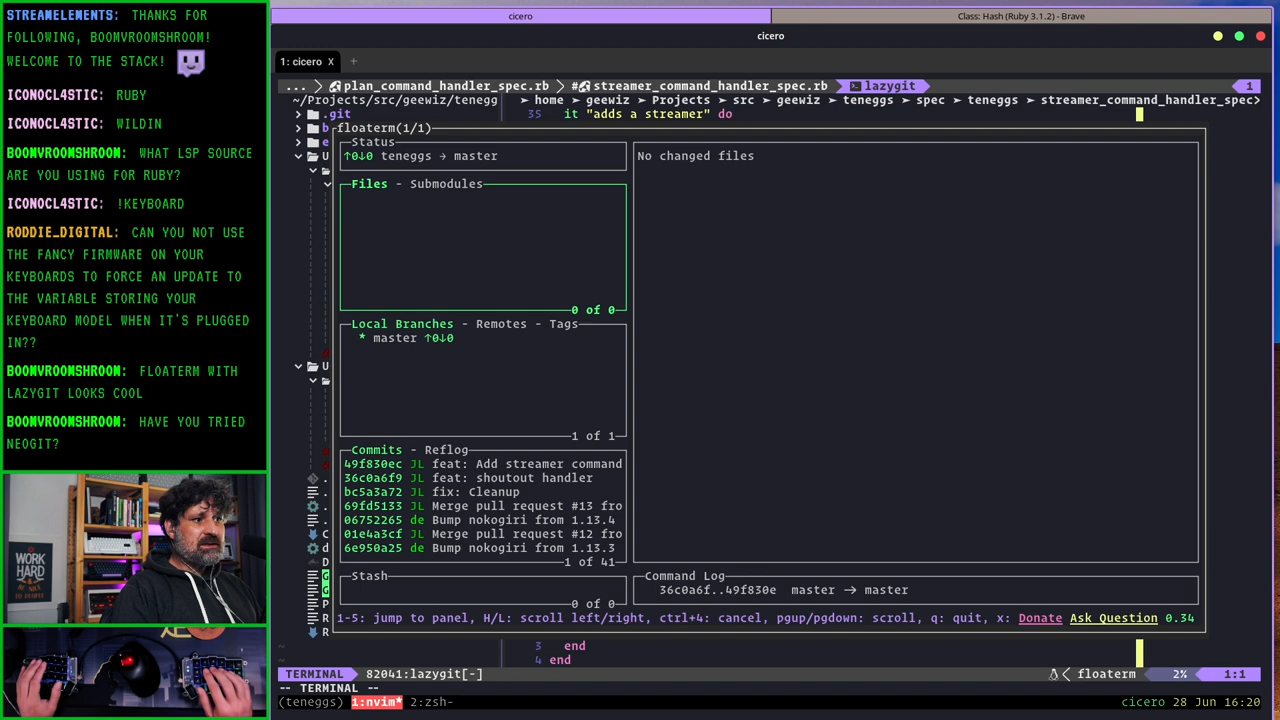 STREAMELEMENTS: THANKS FOR
FOLLOWING, BOOMVROOMSHROOM!
WELCOME TO THE STACK!
ICONOCL4STIC: RUBY
ICONOCL4STIC: WILDIN
BOOMVROOMSHROOM: WHAT LSP SOURCE
ARE YOU USING FOR RUBY?
ICONOCL4STIC: !KEYBOARD
RODDIE_DIGITAL: CAN YOU NOT USE
THE FANCY FIRMWARE ON YOUR
KEYBOARDS TO FORCE AN UPDATE TO
THE VARIABLE STORING YOUR
KEYBOARD MODEL WHEN IT'S PLUGGED
IN??
BOOMVROOMSHROOM: FLOATERM WITH
LAZYGIT LOOKS COOL
BOOMVROOMSHROOM: HAVE YOU TRIED
NEOGIT?
WORK
HARD
cicero
Class: Hash (Ruby 3.1.2) - Brave
cicero
1: cicero X +
... > plan_command_handler_spec.rb > # streamer_command_handler_spec.rb lazygit 1
~/Projects/src/geewiz/tenegg
► home ► geewiz ► Projects ► src ► geewiz ► teneggs ► spec ► teneggs ► streamer_command_handler_spec>
> .git
35 it "adds a streamer" do
floaterm(1/1)
Status
↑0↓0 teneggs → master
No changed files
Files - Submodules
0 of 0
Local Branches - Remotes - Tags
* master ↑0↓0
1 of 1
Commits - Reflog
49f830ec JL feat: Add streamer command
36c0a6f9 JL feat: shoutout handler
bc5a3a72 JL fix: Cleanup
69fd5133 JL Merge pull request #13 fro
06752265 de Bump nokogiri from 1.13.4
01e4a3cf JL Merge pull request #12 fro
6e950a25 de Bump nokogiri from 1.13.3
1 of 41
Stash
0 of 0
Command Log
36c0a6f..49f830e master -> master
1-5: jump to panel, H/L: scroll left/right, ctrl+4: cancel, pgup/pgdown: scroll, q: quit, x: Donate Ask Question 0.34
3 end
4 end
TERMINAL 82041:lazygit[-] floaterm 2% 1:1
-- TERMINAL --
(teneggs) 1:nvim* 2:zsh- cicero 28 Jun 16:20